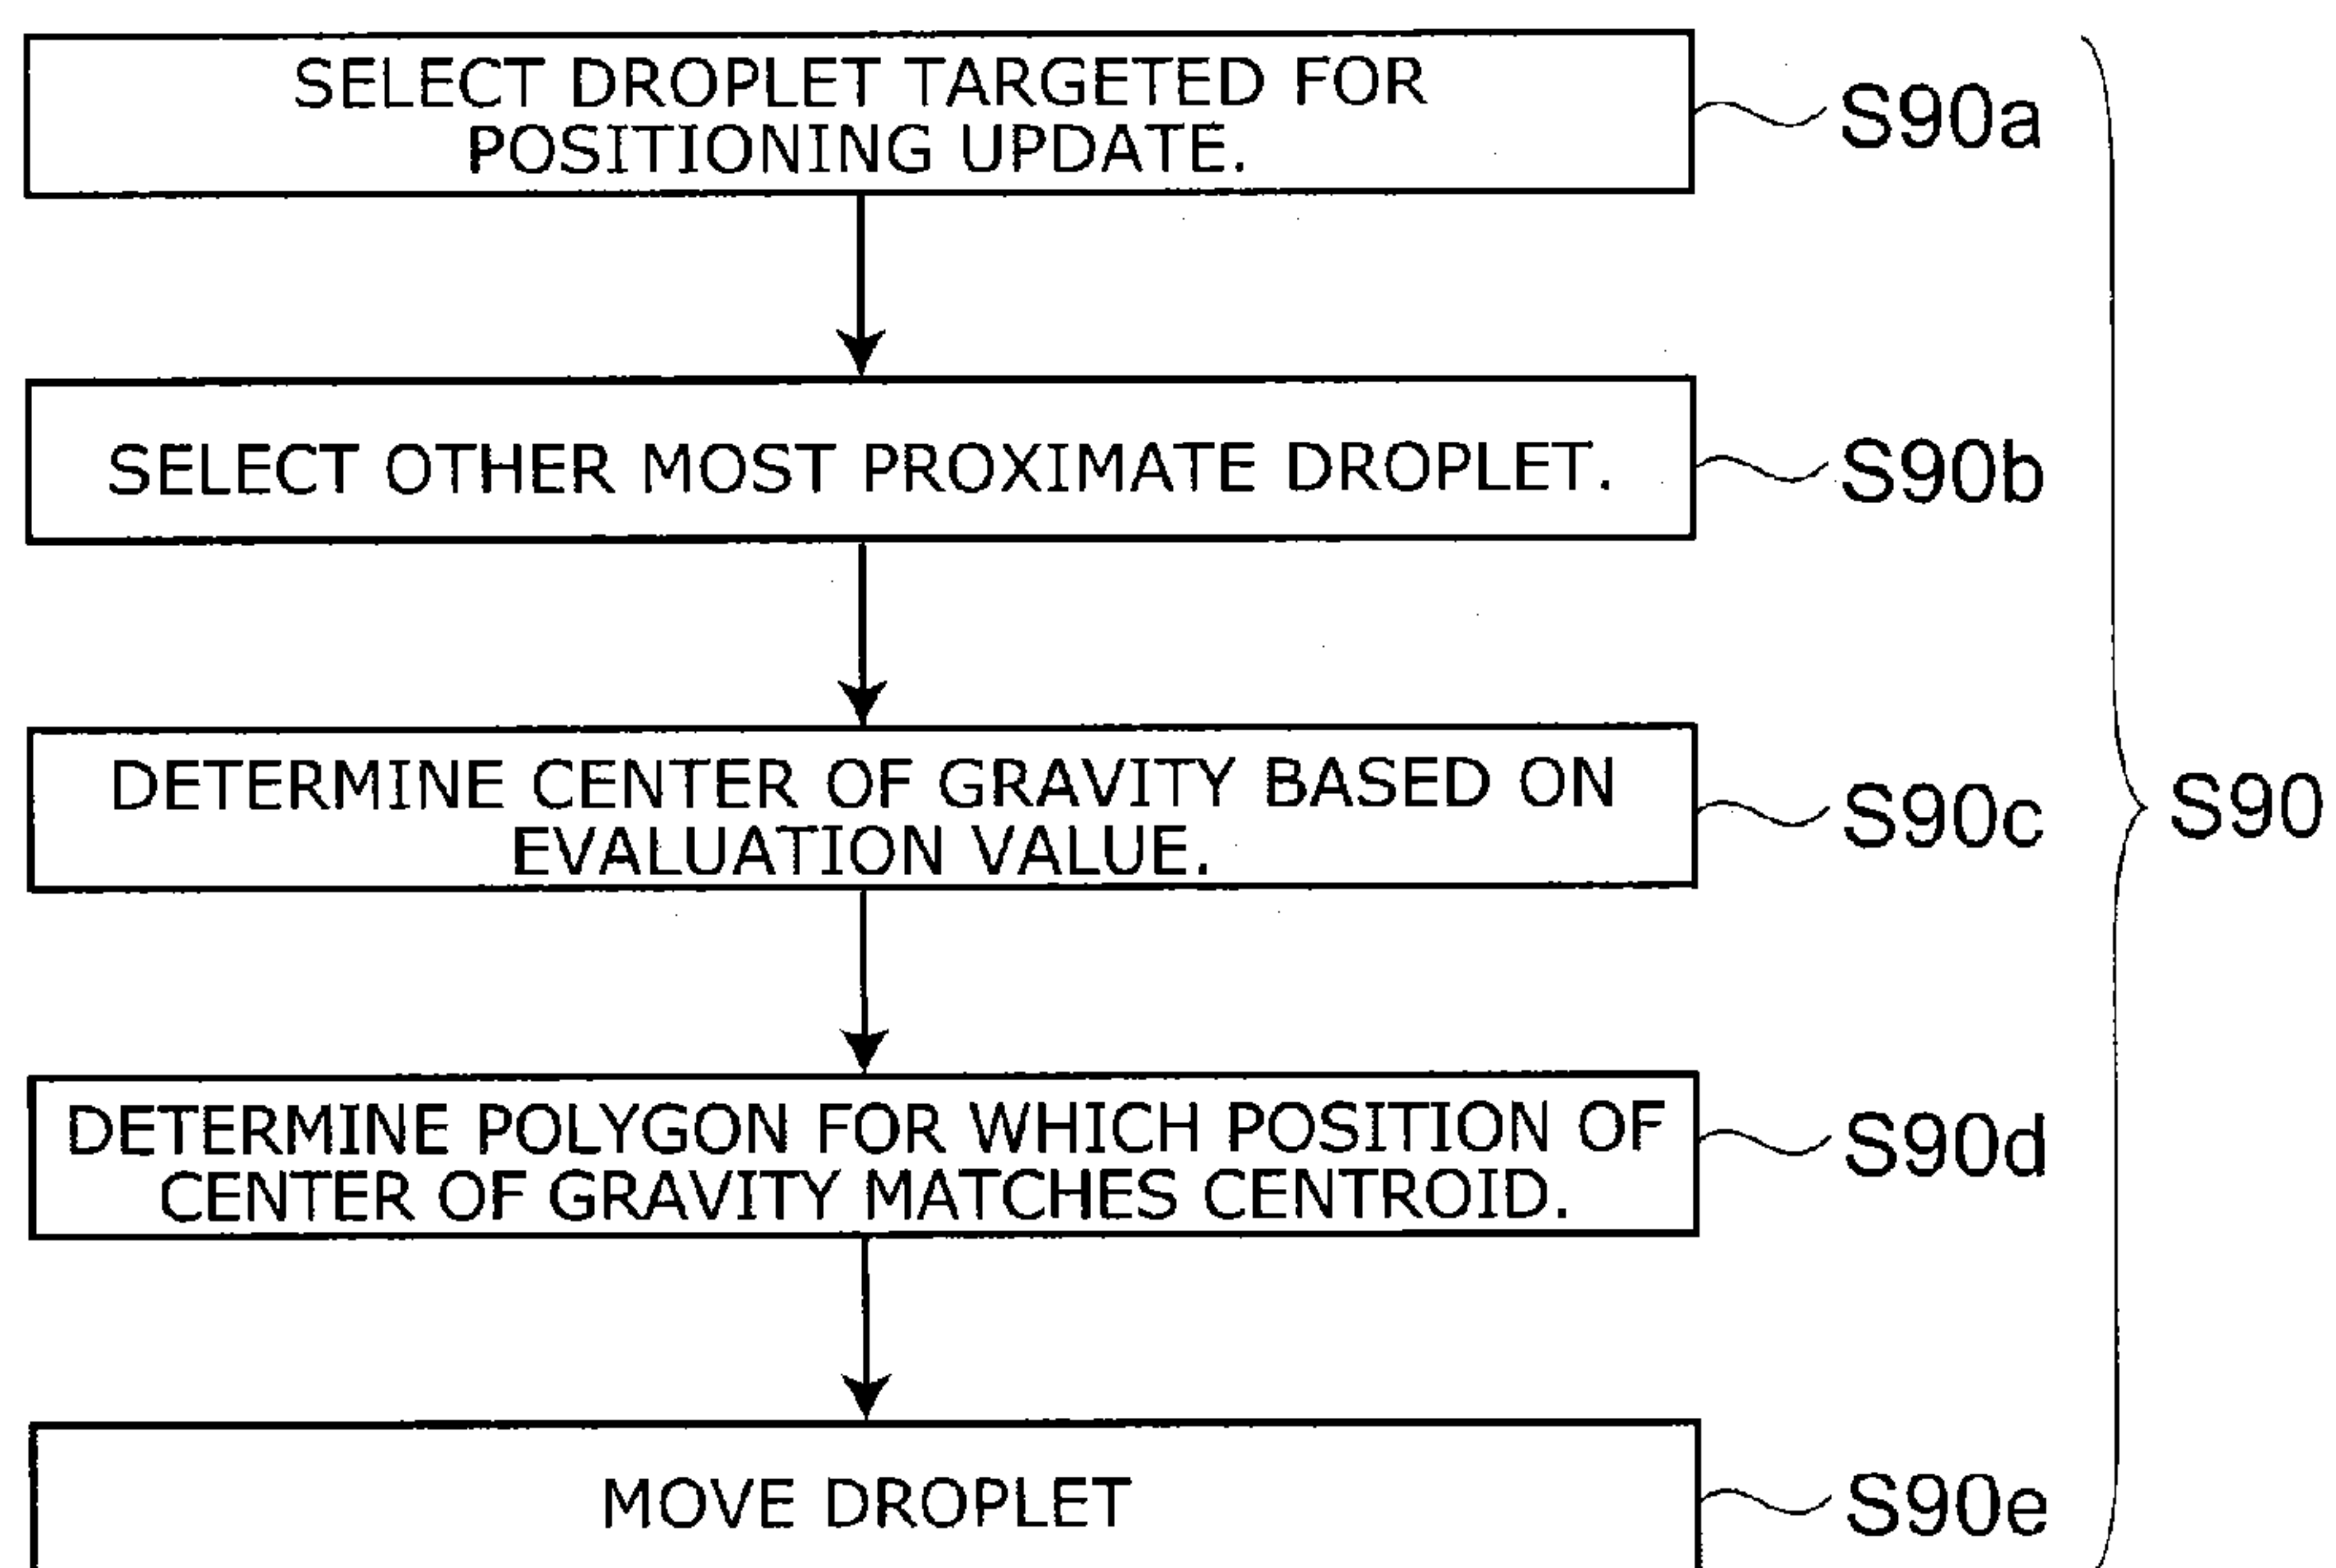 SELECT DROPLET TARGETED FOR
POSITIONING UPDATE.
S90a
SELECT OTHER MOST PROXIMATE DROPLET.
S90b
DETERMINE CENTER OF GRAVITY BASED ON
EVALUATION VALUE.
S90c
S90
DETERMINE POLYGON FOR WHICH POSITION OF
CENTER OF GRAVITY MATCHES CENTROID.
S90d
MOVE DROPLET
S90e